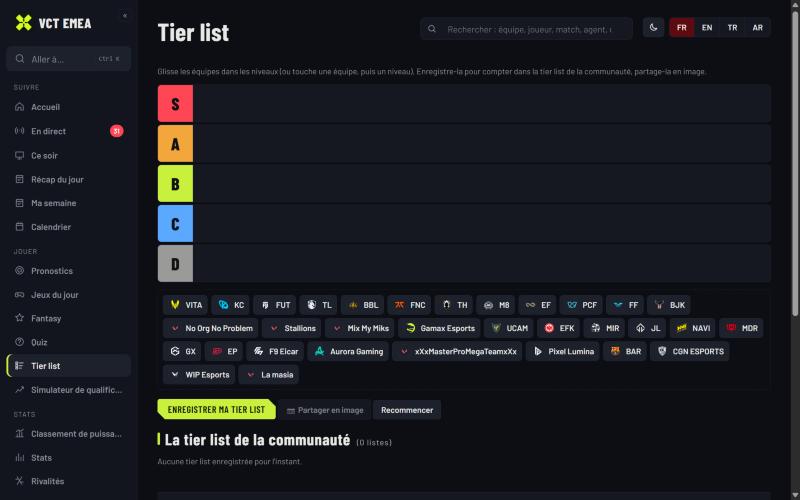 VCT EMEA
«
Aller à...
ctrl K
SUIVRE
Accueil
En direct
31
Ce soir
Récap du jour
Ma semaine
Calendrier
JOUER
Pronostics
Jeux du jour
Fantasy
Quiz
Tier list
Simulateur de qualific...
STATS
Classement de puissa...
Stats
Rivalités
Tier list
Rechercher : équipe, joueur, match, agent,
FR EN TR AR
Glisse les équipes dans les niveaux (ou touche une équipe, puis un niveau). Enregistre-la pour compter dans la tier list de la communauté, partage-la en image.
S
A
B
C
D
VITA KC FUT TL BBL FNC TH M8 EF PCF FF BJK
No Org No Problem Stallions Mix My Miks Gamax Esports UCAM EFK MIR JL NAVI MDR
GX EP F9 Eicar Aurora Gaming xXxMasterProMegaTeamxXx Pixel Lumina BAR CGN ESPORTS
WIP Esports La masia
ENREGISTRER MA TIER LIST Partager en image Recommencer
La tier list de la communauté (0 listes)
Aucune tier list enregistrée pour l'instant.